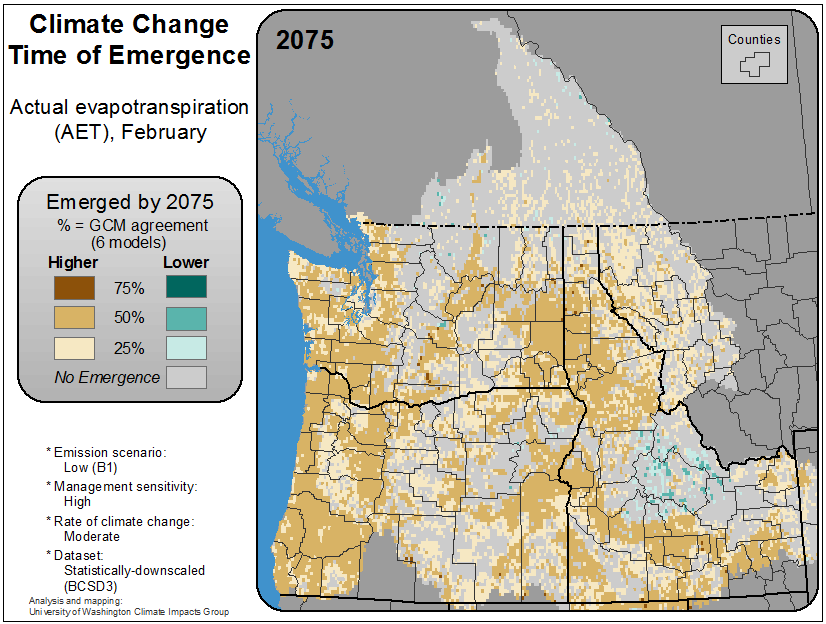 Climate Change
Time of Emergence
Actual evapotranspiration
(AET), February
Emerged by 2075
% = GCM agreement
(6 models)
Higher Lower
75%
50%
25%
No Emergence
* Emission scenario:
Low (B1)
* Management sensitivity:
High
* Rate of climate change:
Moderate
* Dataset:
Statistically-downscaled
(BCSD3)
Analysis and mapping:
University of Washington Climate Impacts Group
2075
Counties